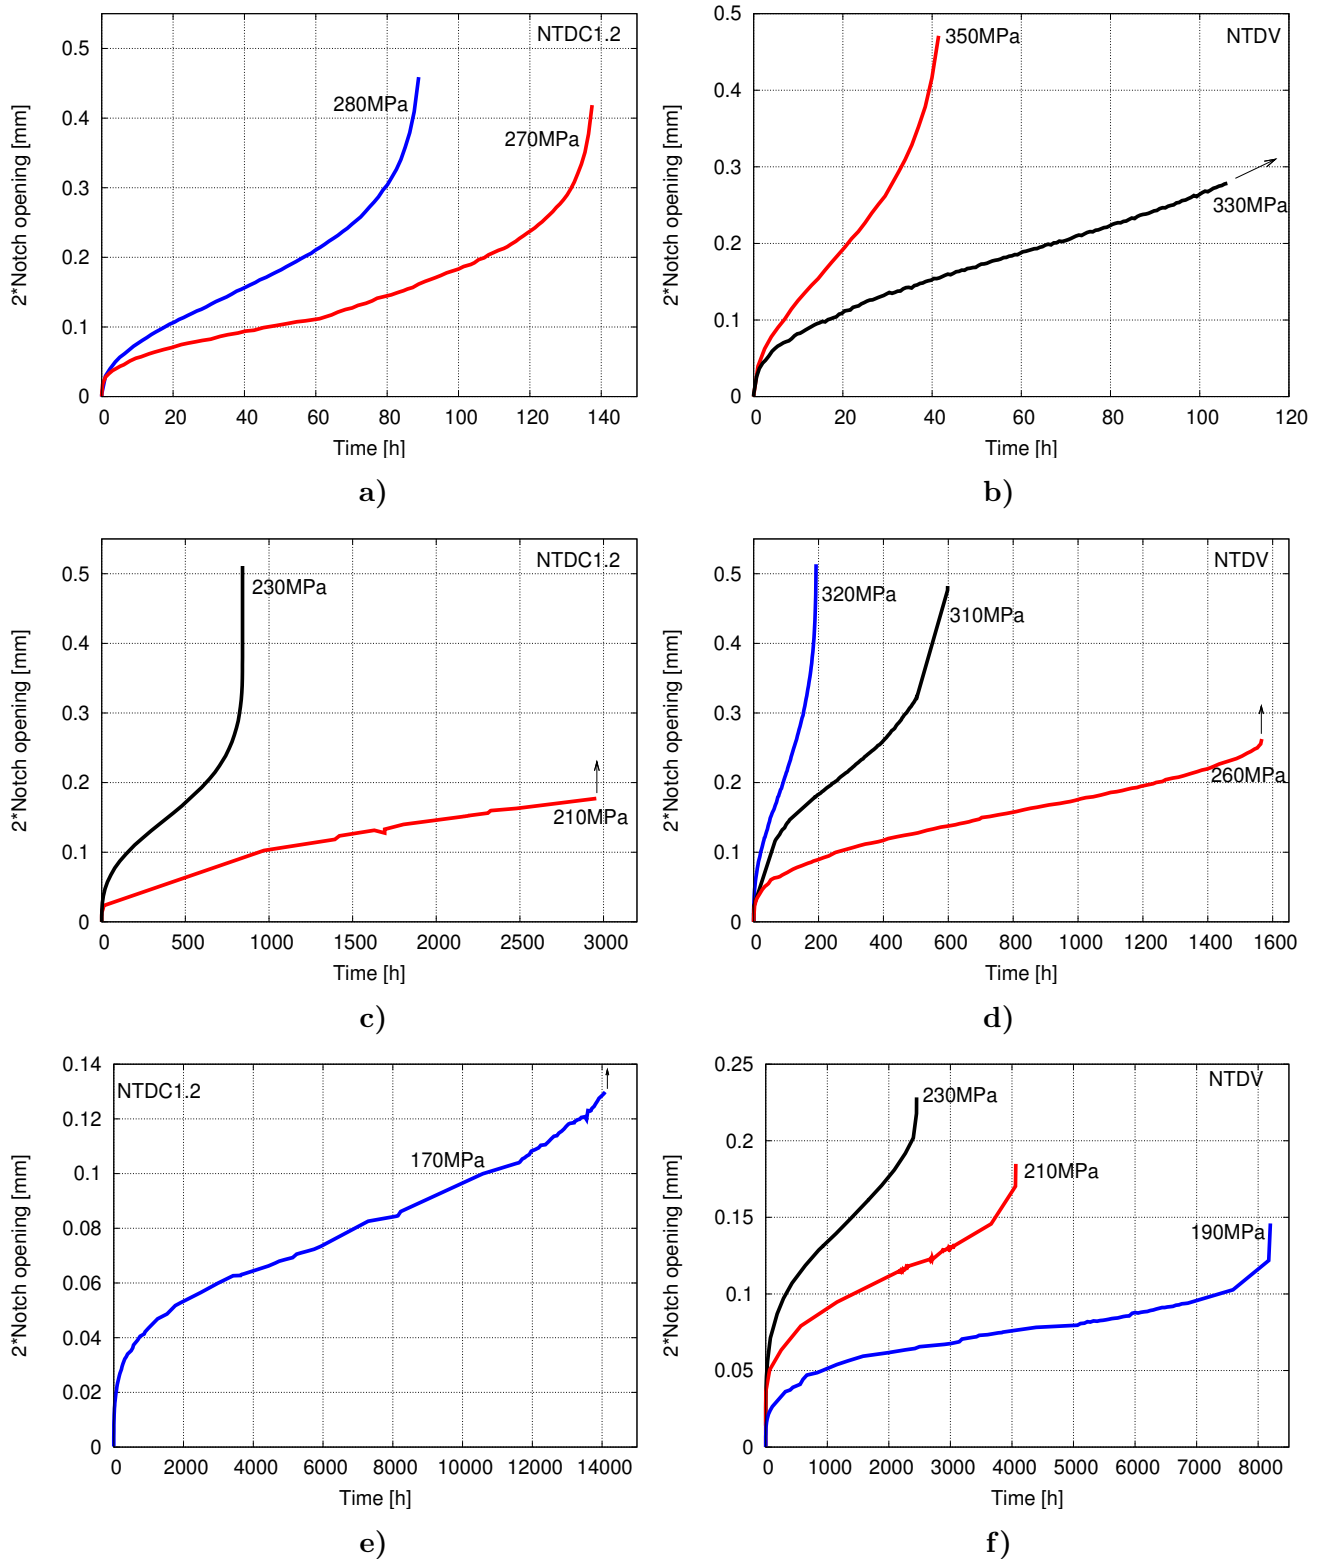 0.5
0.4
0.3
0.2
0.1
0
2*Notch opening [mm]
NTDC1.2
280MPa
270MPa
0 20 40 60 80 100 120 140
Time [h]
a)
0.5
0.4
0.3
0.2
0.1
0
2*Notch opening [mm]
350MPa
NTDV
330MPa
0 20 40 60 80 100 120
Time [h]
b)
0.5
0.4
0.3
0.2
0.1
0
2*Notch opening [mm]
NTDC1.2
230MPa
210MPa
0 500 1000 1500 2000 2500 3000
Time [h]
c)
0.5
0.4
0.3
0.2
0.1
0
2*Notch opening [mm]
NTDV
320MPa
310MPa
260MPa
0 200 400 600 800 1000 1200 1400 1600
Time [h]
d)
0.14
0.12
0.1
0.08
0.06
0.04
0.02
0
2*Notch opening [mm]
NTDC1.2
170MPa
0 2000 4000 6000 8000 10000 12000 14000
Time [h]
e)
0.25
0.2
0.15
0.1
0.05
0
2*Notch opening [mm]
NTDV
230MPa
210MPa
190MPa
0 1000 2000 3000 4000 5000 6000 7000 8000
Time [h]
f)